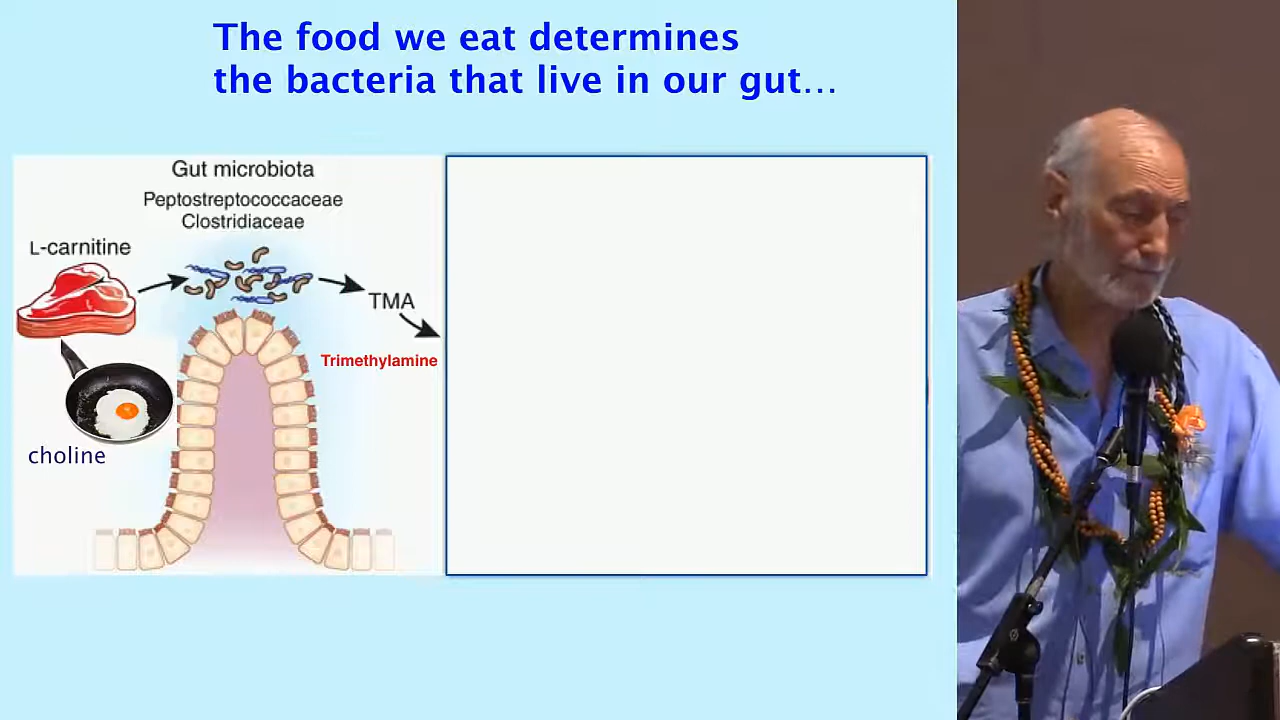 The food we eat determines
the bacteria that live in our gut...
Gut microbiota
Peptostreptococcaceae
Clostridiaceae
L-carnitine
TMA
Trimethylamine
choline